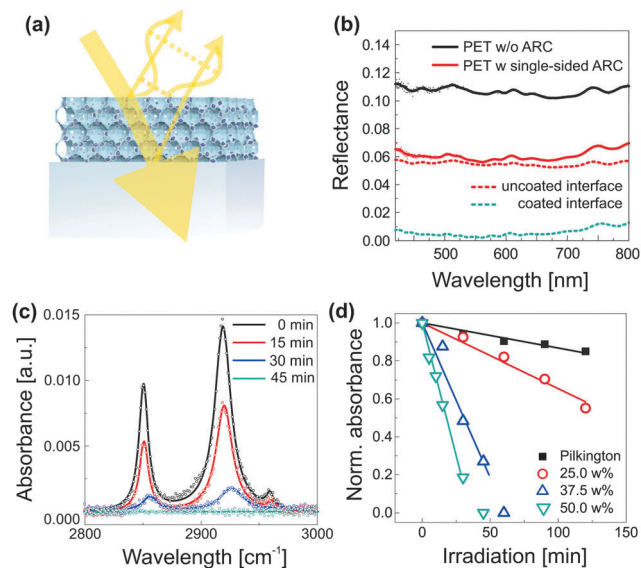 (a)
(b)
0.14
0.12
0.10
0.08
0.06
0.04
0.02
0.00
Reflectance
PET w/o ARC
PET w single-sided ARC
uncoated interface
coated interface
500
600
700
800
Wavelength [nm]
(c)
0.015
0.010
0.005
0.000
Absorbance [a.u.]
0 min
15 min
30 min
45 min
2800
2900
3000
Wavelength [cm-1]
(d)
1.0
0.8
0.6
0.4
0.2
0.0
Norm. absorbance
Pilkington
25.0 w%
37.5 w%
50.0 w%
0
50
100
150
Irradiation [min]